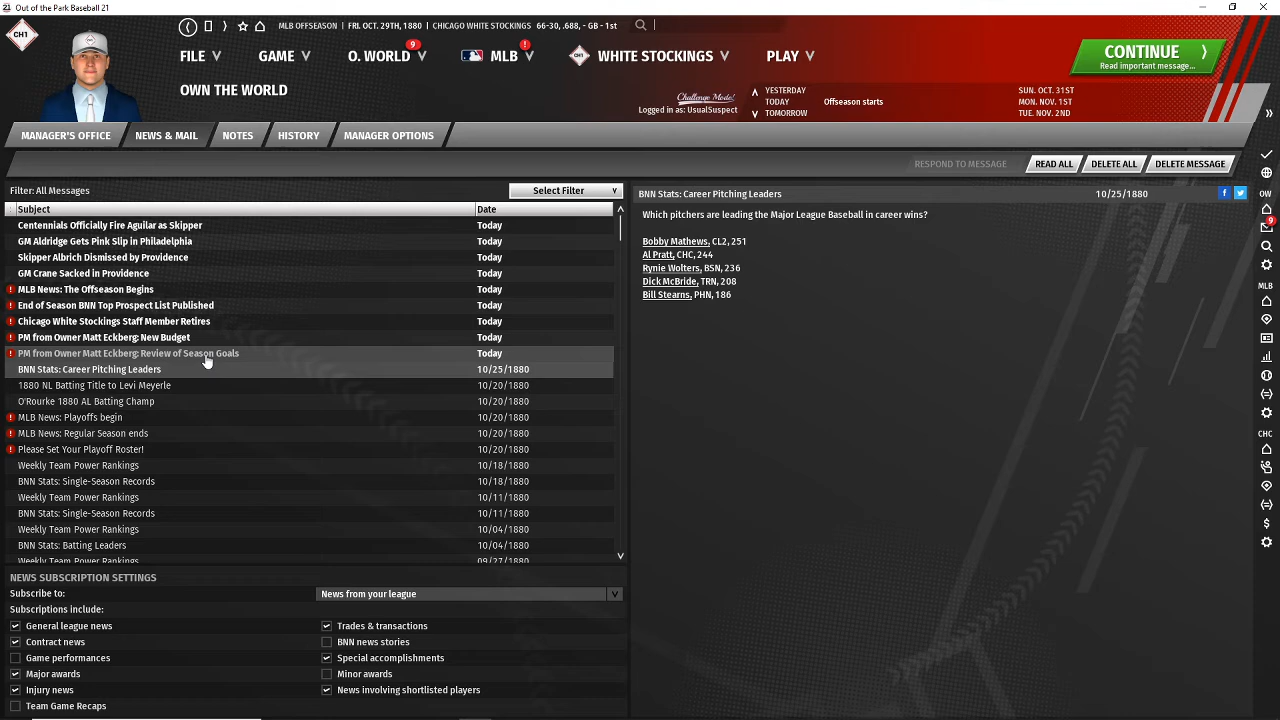 21 Out of the Park Baseball 21
CH1
CH1
MLB OFFSEASON | FRI. OCT. 29TH, 1880 | CHICAGO WHITE STOCKINGS 66-30, .688, - GB - 1st
FILE GAME O. WORLD 9 MLB ! WHITE STOCKINGS PLAY
CONTINUE
Read important message...
OWN THE WORLD
Challenge Mode!
Logged in as: UsualSuspect
YESTERDAY
TODAY
TOMORROW
Offseason starts
SUN. OCT. 31ST
MON. NOV. 1ST
TUE. NOV. 2ND
MANAGER'S OFFICE NEWS & MAIL NOTES HISTORY MANAGER OPTIONS
RESPOND TO MESSAGE READ ALL DELETE ALL DELETE MESSAGE
Filter: All Messages Select Filter
Subject Date
Centennials Officially Fire Aguilar as Skipper Today
GM Aldridge Gets Pink Slip in Philadelphia Today
Skipper Albrich Dismissed by Providence Today
GM Crane Sacked in Providence Today
! MLB News: The Offseason Begins Today
! End of Season BNN Top Prospect List Published Today
! Chicago White Stockings Staff Member Retires Today
! PM from Owner Matt Eckberg: New Budget Today
! PM from Owner Matt Eckberg: Review of Season Goals Today
BNN Stats: Career Pitching Leaders 10/25/1880
1880 NL Batting Title to Levi Meyerle 10/20/1880
O'Rourke 1880 AL Batting Champ 10/20/1880
! MLB News: Playoffs begin 10/20/1880
! MLB News: Regular Season ends 10/20/1880
! Please Set Your Playoff Roster! 10/20/1880
Weekly Team Power Rankings 10/18/1880
BNN Stats: Single-Season Records 10/18/1880
Weekly Team Power Rankings 10/11/1880
BNN Stats: Single-Season Records 10/11/1880
Weekly Team Power Rankings 10/04/1880
BNN Stats: Batting Leaders 10/04/1880
Weekly Team Power Rankings 09/27/1880
BNN Stats: Career Pitching Leaders 10/25/1880
Which pitchers are leading the Major League Baseball in career wins?
Bobby Mathews, CL2, 251
Al Pratt, CHC, 244
Rynie Wolters, BSN, 236
Dick McBride, TRN, 208
Bill Stearns, PHN, 186
OW
9
MLB
CHC
NEWS SUBSCRIPTION SETTINGS
Subscribe to: News from your league
Subscriptions include:
General league news Trades & transactions
Contract news BNN news stories
Game performances Special accomplishments
Major awards Minor awards
Injury news News involving shortlisted players
Team Game Recaps